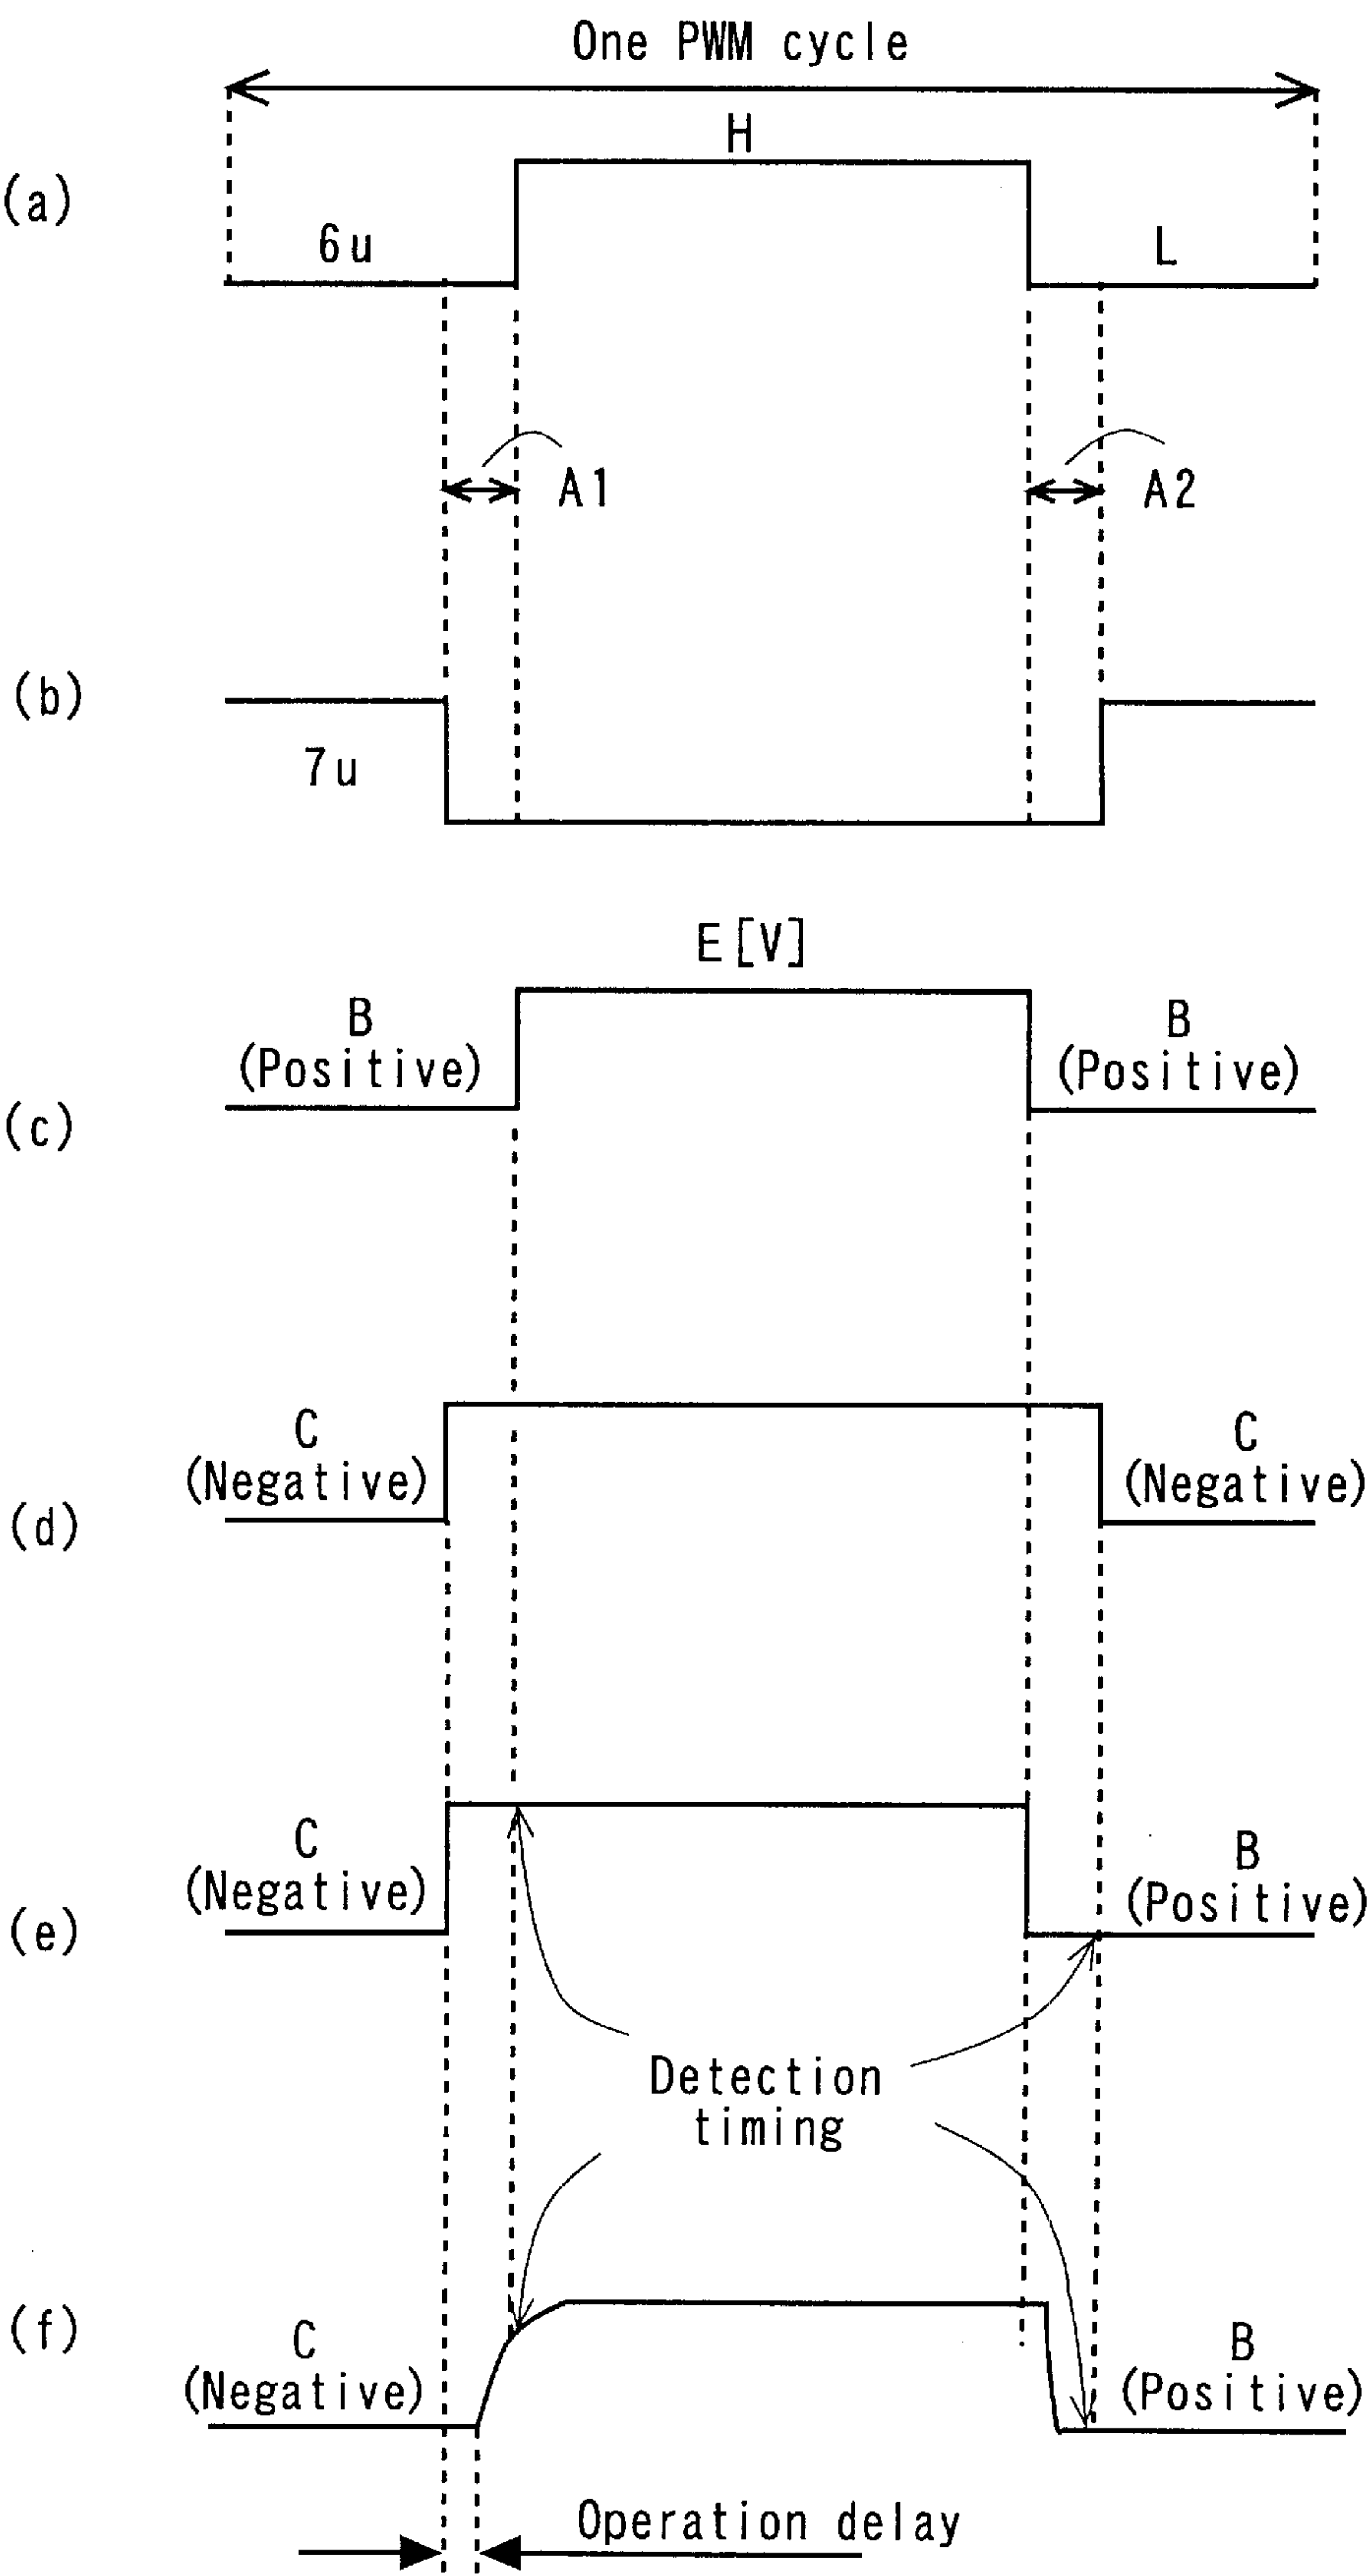 One PWM cycle
H
(a)
6u
L
A1
A2
(b)
7u
E[V]
B
(Positive)
B
(Positive)
(c)
C
(Negative)
C
(Negative)
(d)
C
(Negative)
B
(Positive)
(e)
Detection
timing
(f)
C
(Negative)
B
(Positive)
Operation delay